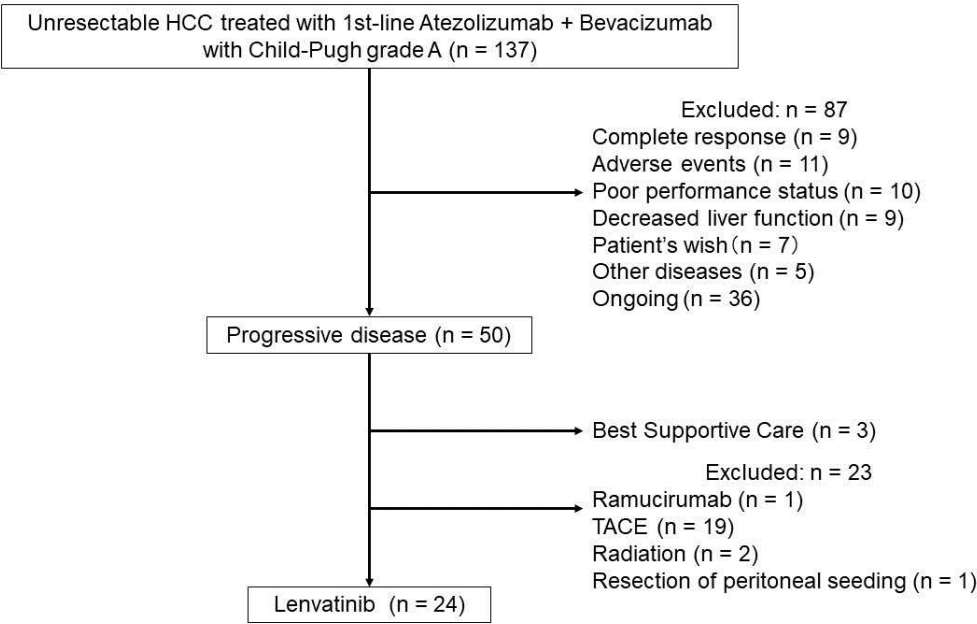 Unresectable HCC treated with 1st-line Atezolizumab + Bevacizumab
with Child-Pugh grade A (n = 137)
Excluded: n = 87
Complete response (n = 9)
Adverse events (n = 11)
Poor performance status (n = 10)
Decreased liver function (n = 9)
Patient’s wish（n = 7）
Other diseases (n = 5)
Ongoing (n = 36)
Progressive disease (n = 50)
Best Supportive Care (n = 3)
Excluded: n = 23
Ramucirumab (n = 1)
TACE (n = 19)
Radiation (n = 2)
Resection of peritoneal seeding (n = 1)
Lenvatinib (n = 24)